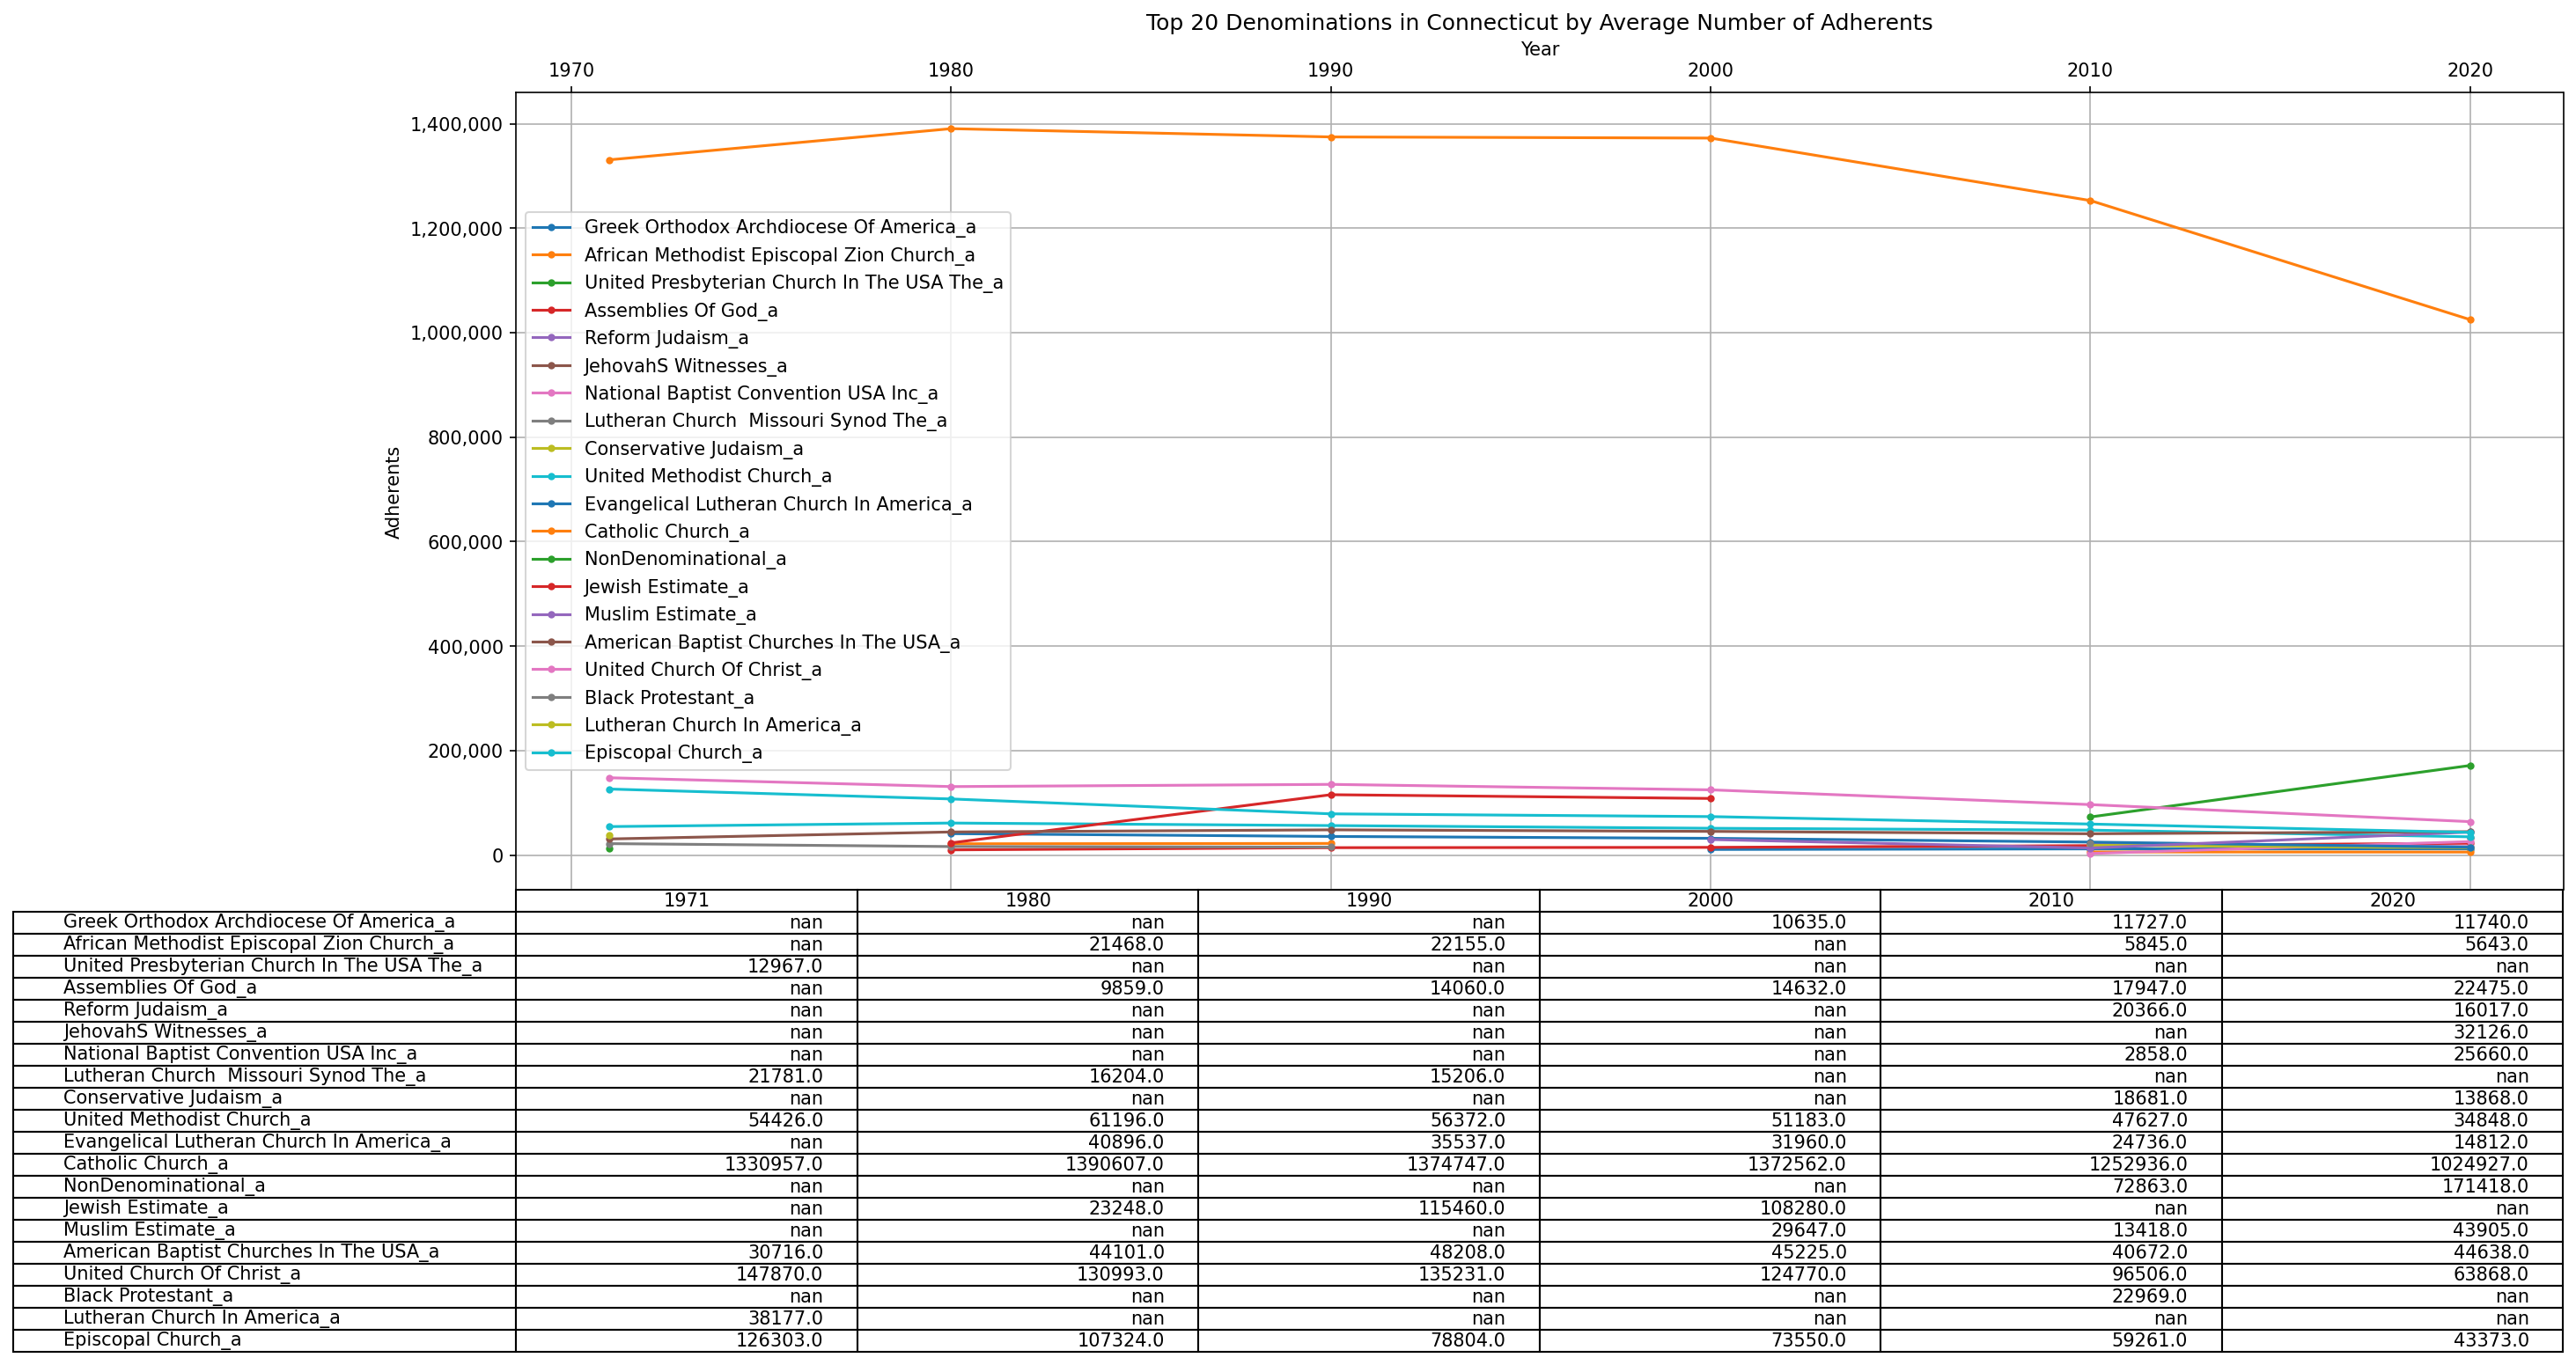 Top 20 Denominations in Connecticut by Average Number of Adherents
Year
1970 1980 1990 2000 2010 2020
1,400,000
1,200,000
1,000,000
800,000
600,000
400,000
200,000
0
Adherents
Greek Orthodox Archdiocese Of America_a
African Methodist Episcopal Zion Church_a
United Presbyterian Church In The USA The_a
Assemblies Of God_a
Reform Judaism_a
JehovahS Witnesses_a
National Baptist Convention USA Inc_a
Lutheran Church  Missouri Synod The_a
Conservative Judaism_a
United Methodist Church_a
Evangelical Lutheran Church In America_a
Catholic Church_a
NonDenominational_a
Jewish Estimate_a
Muslim Estimate_a
American Baptist Churches In The USA_a
United Church Of Christ_a
Black Protestant_a
Lutheran Church In America_a
Episcopal Church_a
1971 1980 1990 2000 2010 2020
Greek Orthodox Archdiocese Of America_a nan nan nan 10635.0 11727.0 11740.0
African Methodist Episcopal Zion Church_a nan 21468.0 22155.0 nan 5845.0 5643.0
United Presbyterian Church In The USA The_a 12967.0 nan nan nan nan nan
Assemblies Of God_a nan 9859.0 14060.0 14632.0 17947.0 22475.0
Reform Judaism_a nan nan nan nan 20366.0 16017.0
JehovahS Witnesses_a nan nan nan nan nan 32126.0
National Baptist Convention USA Inc_a nan nan nan nan 2858.0 25660.0
Lutheran Church  Missouri Synod The_a 21781.0 16204.0 15206.0 nan nan nan
Conservative Judaism_a nan nan nan nan 18681.0 13868.0
United Methodist Church_a 54426.0 61196.0 56372.0 51183.0 47627.0 34848.0
Evangelical Lutheran Church In America_a nan 40896.0 35537.0 31960.0 24736.0 14812.0
Catholic Church_a 1330957.0 1390607.0 1374747.0 1372562.0 1252936.0 1024927.0
NonDenominational_a nan nan nan nan 72863.0 171418.0
Jewish Estimate_a nan 23248.0 115460.0 108280.0 nan nan
Muslim Estimate_a nan nan nan 29647.0 13418.0 43905.0
American Baptist Churches In The USA_a 30716.0 44101.0 48208.0 45225.0 40672.0 44638.0
United Church Of Christ_a 147870.0 130993.0 135231.0 124770.0 96506.0 63868.0
Black Protestant_a nan nan nan nan 22969.0 nan
Lutheran Church In America_a 38177.0 nan nan nan nan nan
Episcopal Church_a 126303.0 107324.0 78804.0 73550.0 59261.0 43373.0